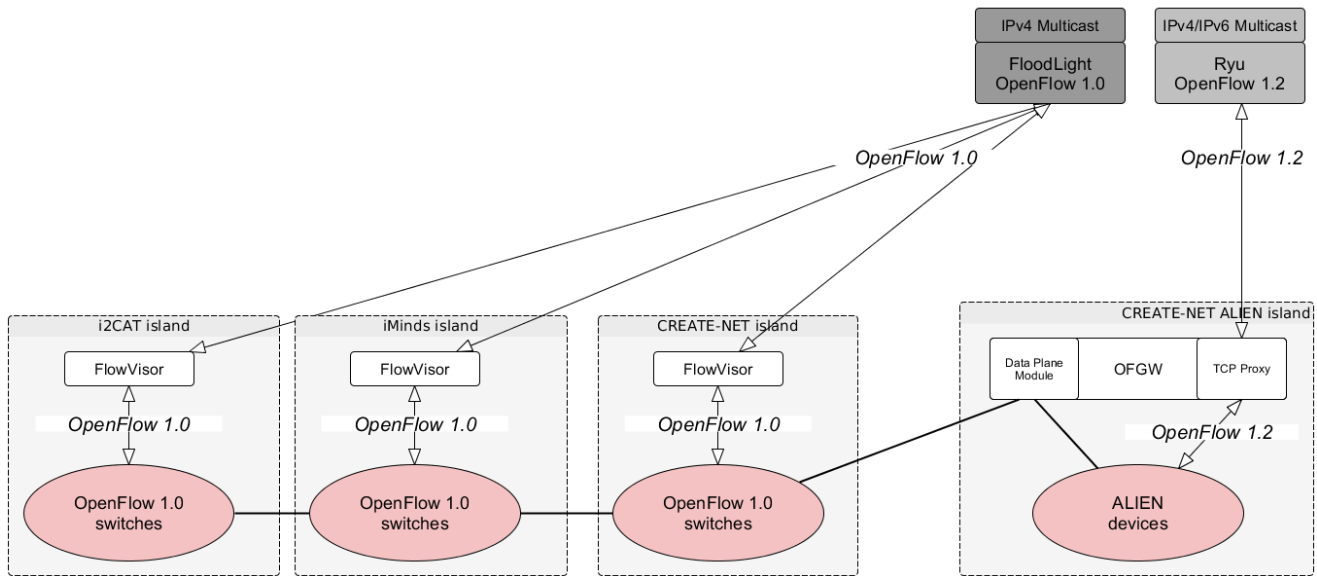 IPv4 Multicast
FloodLight
OpenFlow 1.0
IPv4/IPv6 Multicast
Ryu
OpenFlow 1.2
OpenFlow 1.0
OpenFlow 1.2
i2CAT island
FlowVisor
OpenFlow 1.0
OpenFlow 1.0
switches
iMinds island
FlowVisor
OpenFlow 1.0
OpenFlow 1.0
switches
CREATE-NET island
FlowVisor
OpenFlow 1.0
OpenFlow 1.0
switches
CREATE-NET ALIEN island
Data Plane
Module
OFGW
TCP Proxy
OpenFlow 1.2
ALIEN
devices